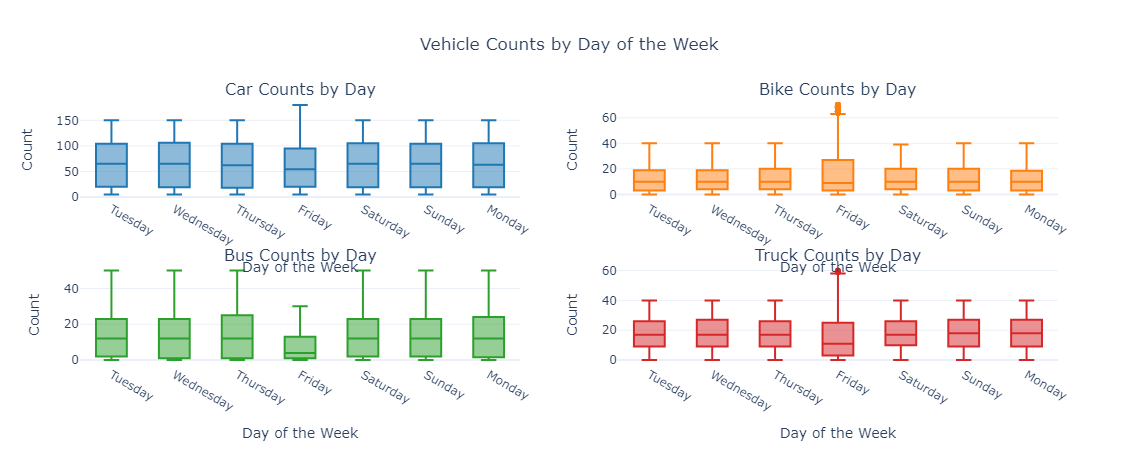 Vehicle Counts by Day of the Week
Car Counts by Day
Bike Counts by Day
Count
150
100
50
0
Tuesday
Wednesday
Thursday
Friday
Saturday
Sunday
Monday
Day of the Week
Count
60
40
20
0
Tuesday
Wednesday
Thursday
Friday
Saturday
Sunday
Monday
Day of the Week
Bus Counts by Day
Truck Counts by Day
Count
40
20
0
Tuesday
Wednesday
Thursday
Friday
Saturday
Sunday
Monday
Day of the Week
Count
60
40
20
0
Tuesday
Wednesday
Thursday
Friday
Saturday
Sunday
Monday
Day of the Week